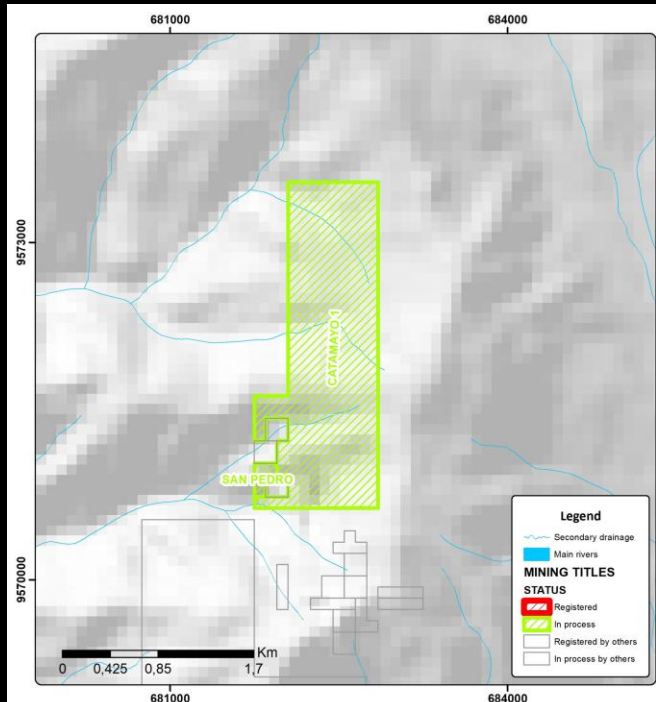 681000
684000
9573000
CATAMAYO 1
SAN PEDRO
9570000
Legend
Secondary drainage
Main rivers
MINING TITLES
STATUS
Registered
In process
Registered by others
In process by others
Km
0 0,425 0,85 1,7
681000
684000